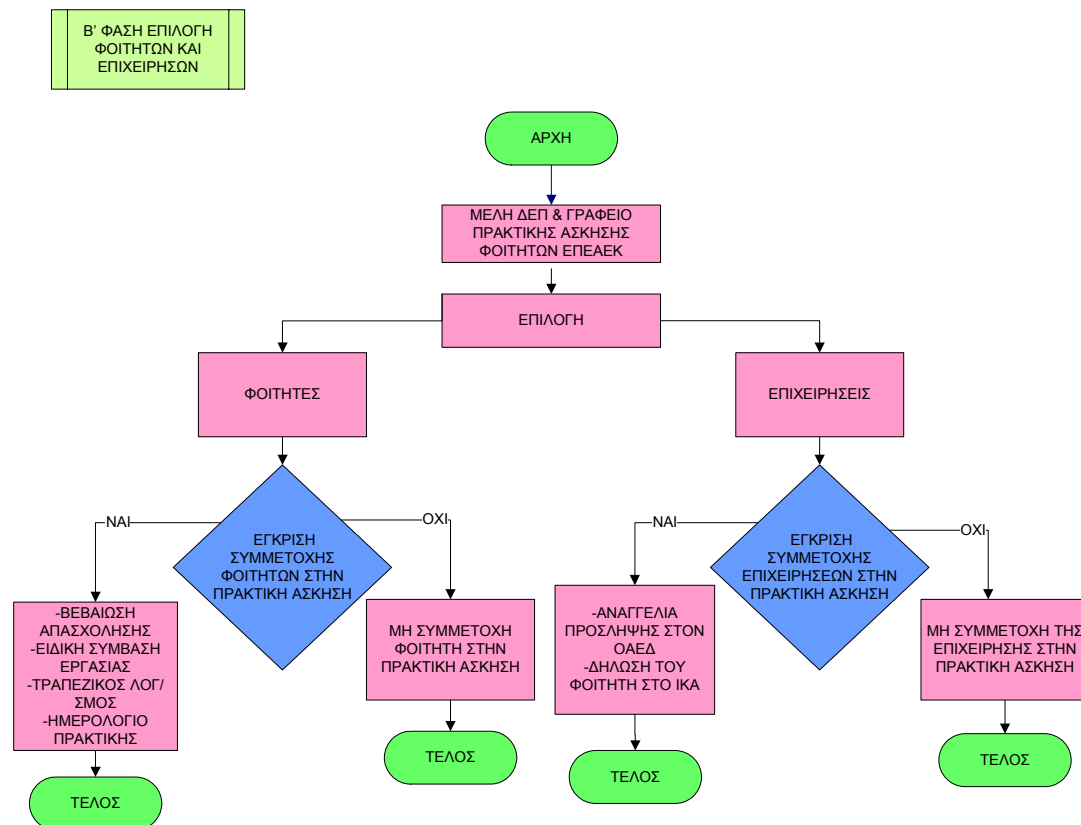 Β' ΦΑΣΗ ΕΠΙΛΟΓΗ
ΦΟΙΤΗΤΩΝ ΚΑΙ
ΕΠΙΧΕΙΡΗΣΩΝ
ΑΡΧΗ
ΜΕΛΗ ΔΕΠ & ΓΡΑΦΕΙΟ
ΠΡΑΚΤΙΚΗΣ ΑΣΚΗΣΗΣ
ΦΟΙΤΗΤΩΝ ΕΠΕΑΕΚ
ΕΠΙΛΟΓΗ
ΦΟΙΤΗΤΕΣ
ΕΠΙΧΕΙΡΗΣΕΙΣ
ΝΑΙ
ΕΓΚΡΙΣΗ
ΣΥΜΜΕΤΟΧΗΣ
ΦΟΙΤΗΤΩΝ ΣΤΗΝ
ΠΡΑΚΤΙΚΗ ΑΣΚΗΣΗ
ΟΧΙ
ΝΑΙ
ΕΓΚΡΙΣΗ
ΣΥΜΜΕΤΟΧΗΣ
ΕΠΙΧΕΙΡΗΣΕΩΝ ΣΤΗΝ
ΠΡΑΚΤΙΚΗ ΑΣΚΗΣΗ
ΟΧΙ
-ΒΕΒΑΙΩΣΗ
ΑΠΑΣΧΟΛΗΣΗΣ
-ΕΙΔΙΚΗ ΣΥΜΒΑΣΗ
ΕΡΓΑΣΙΑΣ
-ΤΡΑΠΕΖΙΚΟΣ ΛΟΓ/
ΣΜΟΣ
-ΗΜΕΡΟΛΟΓΙΟ
ΠΡΑΚΤΙΚΗΣ
ΜΗ ΣΥΜΜΕΤΟΧΗ
ΦΟΙΤΗΤΗ ΣΤΗΝ
ΠΡΑΚΤΙΚΗ ΑΣΚΗΣΗ
-ΑΝΑΓΓΕΛΙΑ
ΠΡΟΣΛΗΨΗΣ ΣΤΟΝ
ΟΑΕΔ
-ΔΗΛΩΣΗ ΤΟΥ
ΦΟΙΤΗΤΗ ΣΤΟ ΙΚΑ
ΜΗ ΣΥΜΜΕΤΟΧΗ ΤΗΣ
ΕΠΙΧΕΙΡΗΣΗΣ ΣΤΗΝ
ΠΡΑΚΤΙΚΗ ΑΣΚΗΣΗ
ΤΕΛΟΣ
ΤΕΛΟΣ
ΤΕΛΟΣ
ΤΕΛΟΣ